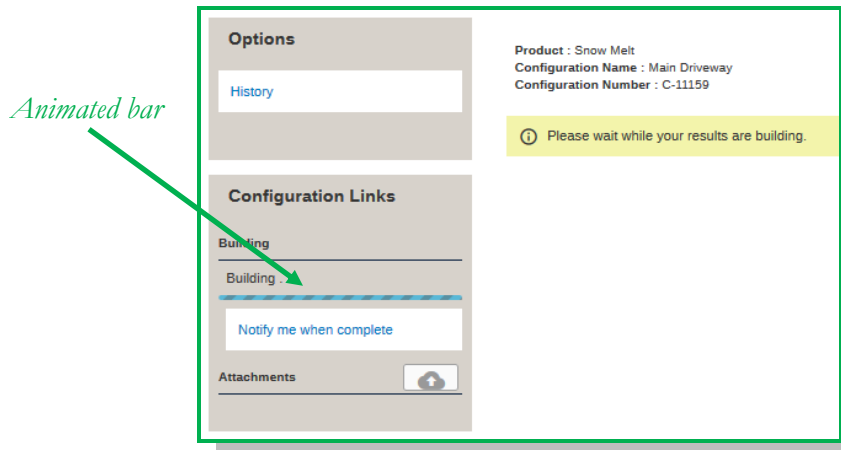 Options
History
Animated bar
Configuration Links
Building
Building .
Notify me when complete
Attachments
Product : Snow Melt
Configuration Name : Main Driveway
Configuration Number : C-11159
Please wait while your results are building.